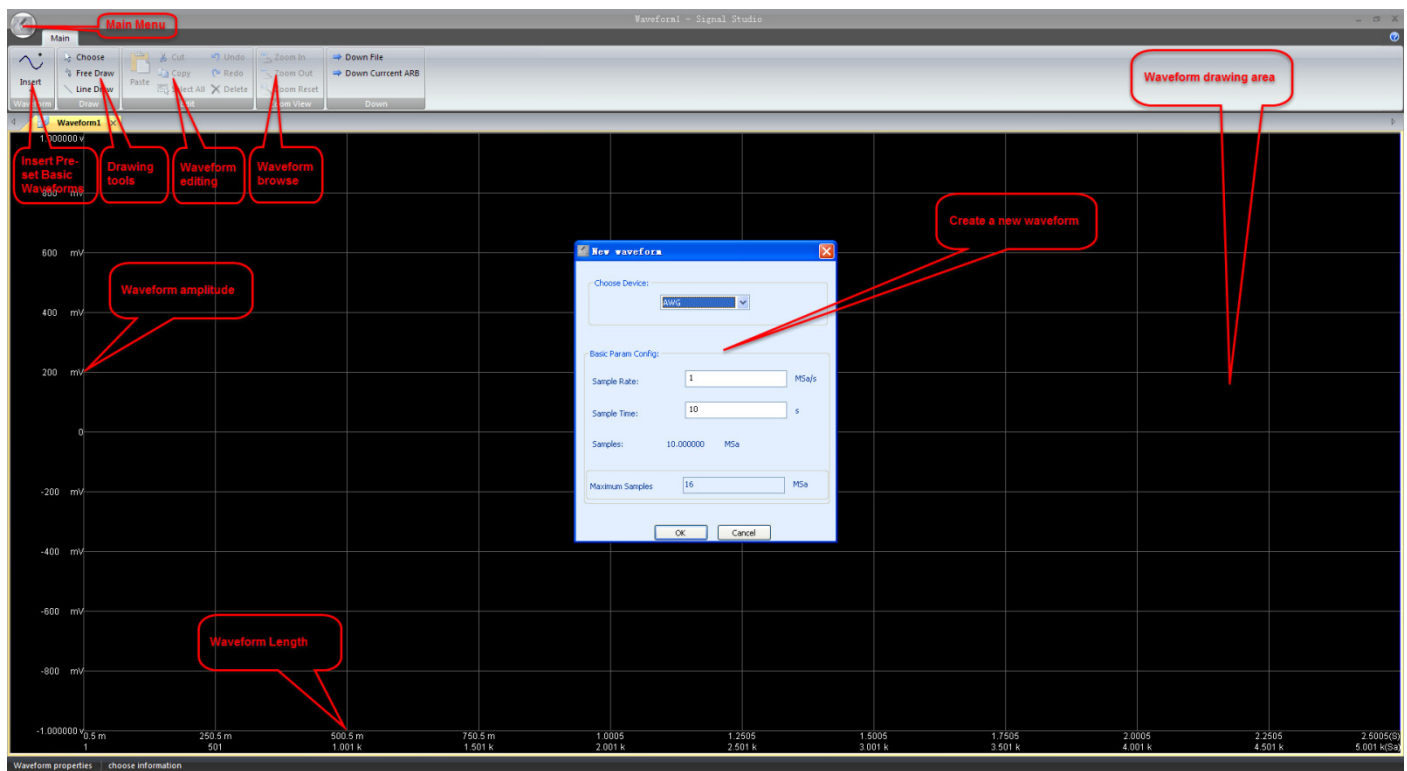 Waveform1 - Signal Studio
Main Menu
Main
Insert
Waveform
Choose
Free Draw
Line Draw
Draw
Paste
Cut
Copy
Select All
Undo
Redo
Delete
Edit
Zoom In
Zoom Out
Zoom Reset
Zoom View
Down File
Down Currcent ARB
Down
Waveform drawing area
Waveform1
1.000000 v
Insert Pre-
set Basic
Waveforms
Drawing
tools
Waveform
editing
Waveform
browse
800 mV
600 mV
400 mV
200 mV
0
-200 mV
-400 mV
-600 mV
-800 mV
-1.000000 v
Waveform amplitude
Create a new waveform
New waveform
Choose Device:
AWG
Basic Param Config:
Sample Rate: 1 MSa/s
Sample Time: 10 s
Samples: 10.000000 MSa
Maximum Samples 16 MSa
OK Cancel
Waveform Length
0.5 m 250.5 m 500.5 m 750.5 m 1.0005 1.2505 1.5005 1.7505 2.0005 2.2505 2.5005(S)
1 501 1.001 k 1.501 k 2.001 k 2.501 k 3.001 k 3.501 k 4.001 k 4.501 k 5.001 k(Sa)
Waveform properties choose information